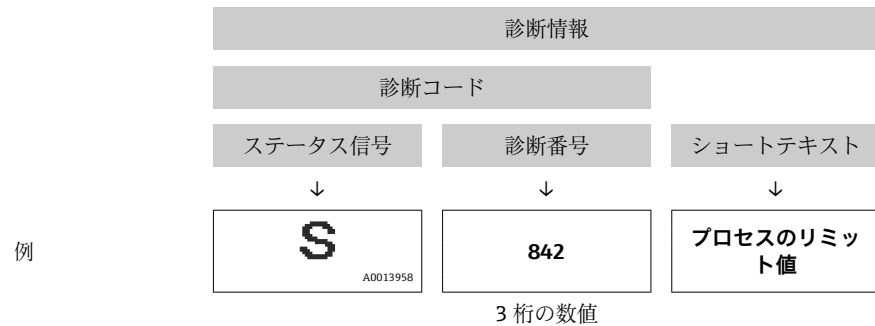 診断情報
診断コード
ステータス信号
診断番号
ショートテキスト
↓
↓
↓
例
S
A0013958
842
プロセスのリミッ
ト値
3 桁の数値